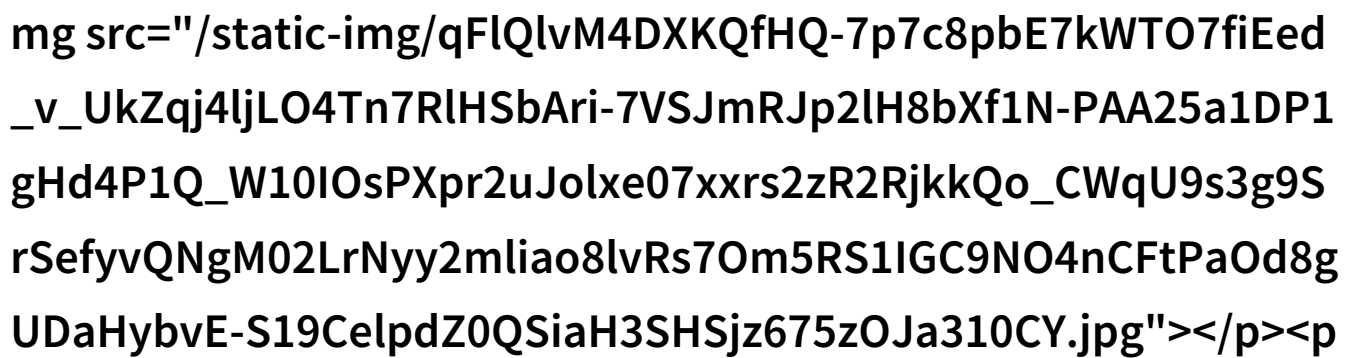 mg src="/static-img/qFlQlvM4DXKQfHQ-7p7c8pbE7kWTO7fiEed
_v_UkZqj4ljLO4Tn7RlHSbAri-7VSJmRJp2lH8bXf1N-PAA25a1DP1
gHd4P1Q_W10IOsPXpr2uJolxe07xxrs2zR2RjkkQo_CWqU9s3g9S
rSefyvQNgM02LrNyy2mliao8lvRs7Om5RS1IGC9NO4nCFtPaOd8g
UDaHybvE-S19CelpdZ0QSiaH3SHSjz675zOJa310CY.jpg"></p><p